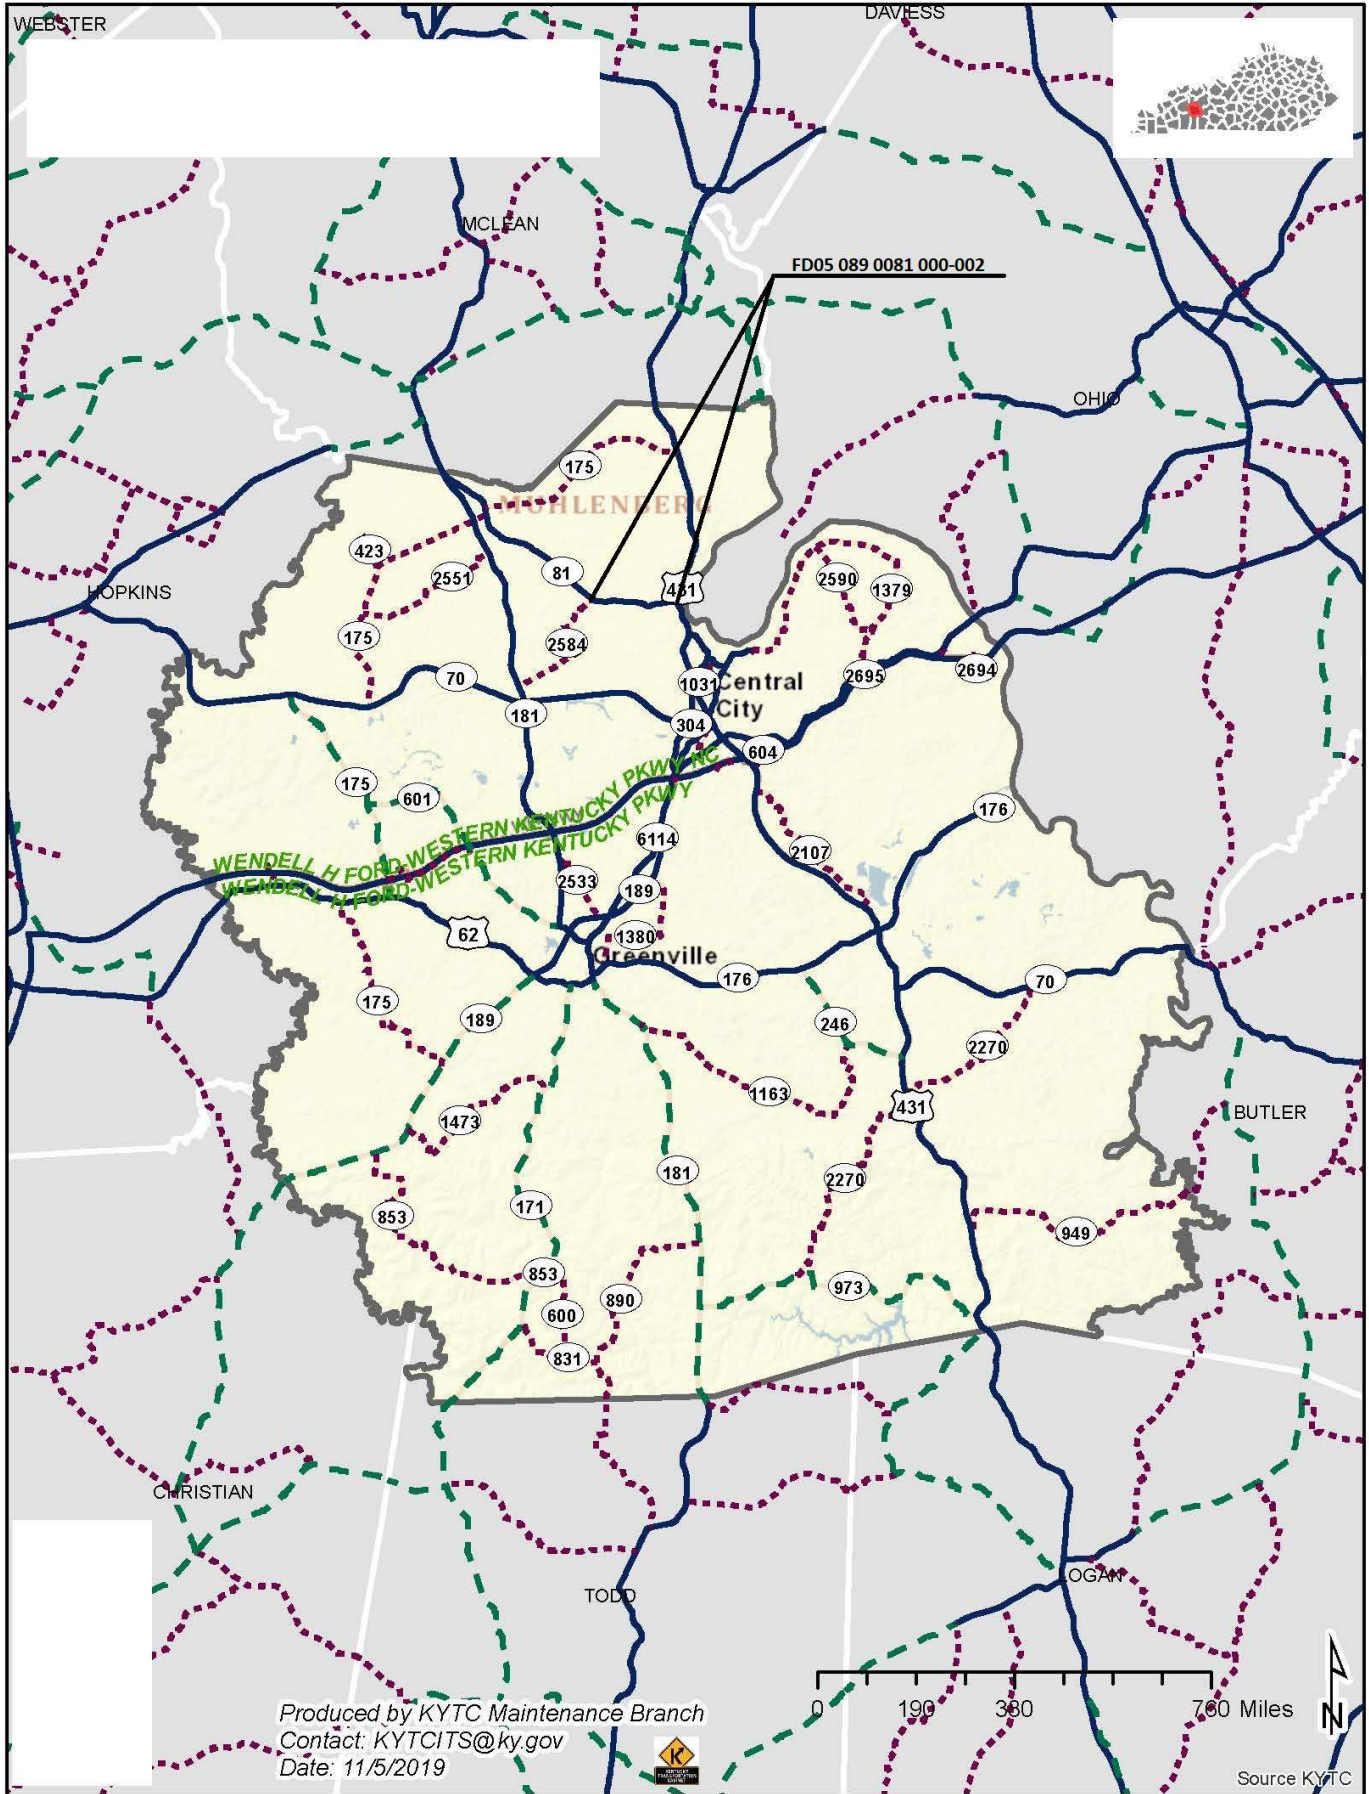 WEBSTER
DAVIESS
MCLEAN
FD05 089 0081 000-002
OHIO
175
MUHLENBERG
423
2551
81
431
2590
1379
HOPKINS
175
2584
70
1031
Central
City
2695
2694
181
304
604
175
601
WENDELL H FORD-WESTERN KENTUCKY PKWY NC
WENDELL H FORD-WESTERN KENTUCKY PKWY
6114
176
2107
2533
189
62
1380
Greenville
176
70
175
189
246
2270
1163
431
BUTLER
1473
181
2270
171
853
949
853
973
890
600
831
CHRISTIAN
TODD
LOGAN
0 190 380 760 Miles
N
Produced by KYTC Maintenance Branch
Contact: KYTCITS@ky.gov
Date: 11/5/2019
Source KYTC